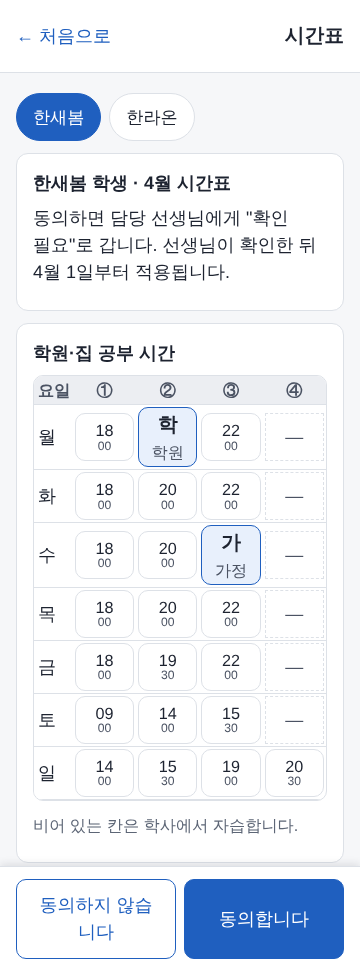 ← 처음으로 시간표
한새봄 한라온
한새봄 학생 · 4월 시간표
동의하면 담당 선생님에게 "확인
필요"로 갑니다. 선생님이 확인한 뒤
4월 1일부터 적용됩니다.
학원·집 공부 시간
요일 ① ② ③ ④
월 18 00 학 학원 22 00 —
화 18 00 20 00 22 00 —
수 18 00 20 00 가 가정 —
목 18 00 20 00 22 00 —
금 18 00 19 30 22 00 —
토 09 00 14 00 15 30 —
일 14 00 15 30 19 00 20 30
비어 있는 칸은 학사에서 자습합니다.
동의하지 않습
니다
동의합니다